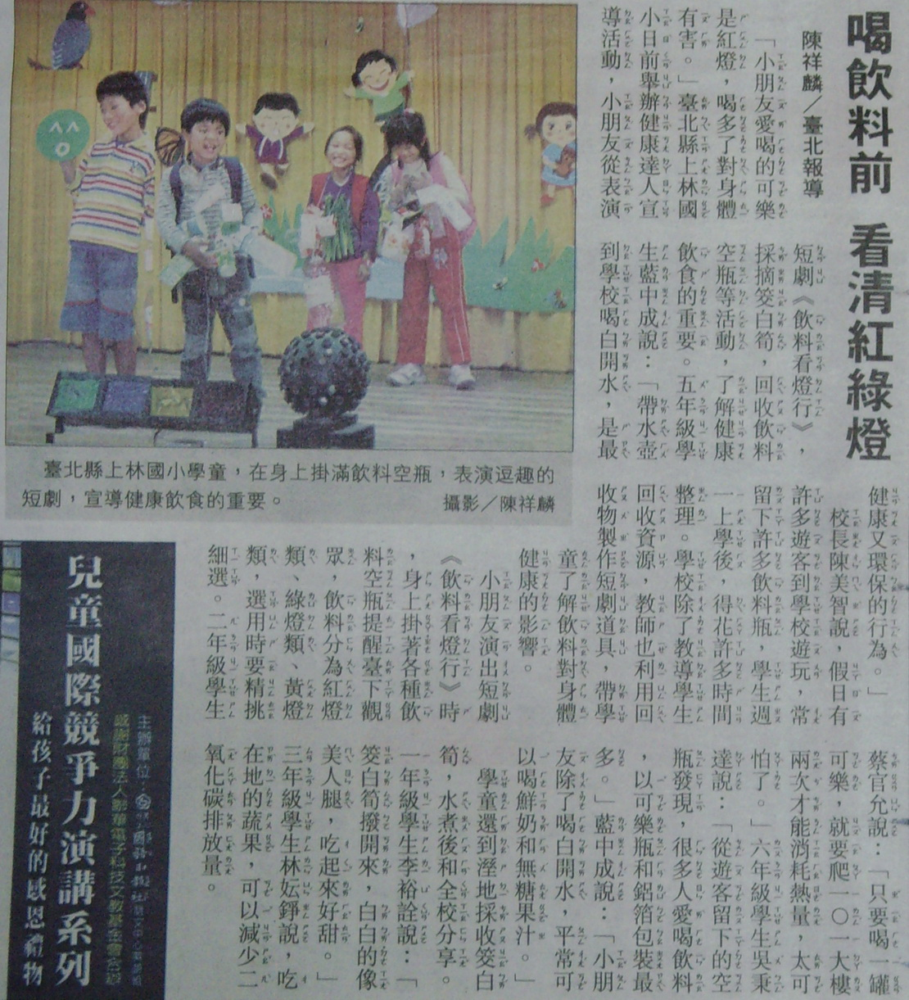 喝飲料前 看清紅綠燈
陳祥麟/臺北報導
「小朋友愛喝的可樂
是紅燈,喝多了對身體
有害。」臺北縣上林國
小日前舉辦健康達人宣
導活動,小朋友從表演
短劇《飲料看燈行》,
採摘筊白筍,回收飲料
空瓶等活動,了解健康
飲食的重要。五年級學
生藍中成說:「帶水壺
到學校喝白開水,是最
健康又環保的行為。」
校長陳美智說,假日有
許多遊客到學校遊玩,常
留下許多飲料瓶,學生週
一上學後,得花許多時間
整理。學校除了教導學生
回收資源,教師也利用回
收物製作短劇道具,帶學
童了解飲料對身體
健康的影響。
小朋友演出短劇
《飲料看燈行》時
,身上掛著各種飲
料空瓶提醒臺下觀
眾,飲料分為紅燈
類、綠燈類、黃燈
類,選用時要精挑
細選。二年級學生
蔡官允說:「只要喝一罐
可樂,就要爬一〇一大樓
兩次才能消耗熱量,太可
怕了。」六年級學生吳秉
達說:「從遊客留下的空
瓶發現,很多人愛喝飲料
,以可樂瓶和鋁箔包裝最
多。」藍中成說:「小朋
友除了喝白開水,平常可
以喝鮮奶和無糖果汁。」
學童還到溼地採收筊白
筍,水煮後和全校分享。
一年級學生李裕詮說:「
筊白筍撥開來,白白的像
美人腿,吃起來好甜。」
三年級學生林妘錚說,吃
在地的蔬果,可以減少二
氧化碳排放量。
臺北縣上林國小學童,在身上掛滿飲料空瓶,表演逗趣的
短劇,宣導健康飲食的重要。 攝影/陳祥麟
主辦單位:
感謝財團法人 電子科技文教基金會
兒童國際競爭力演講系列
給孩子最好的感恩禮物